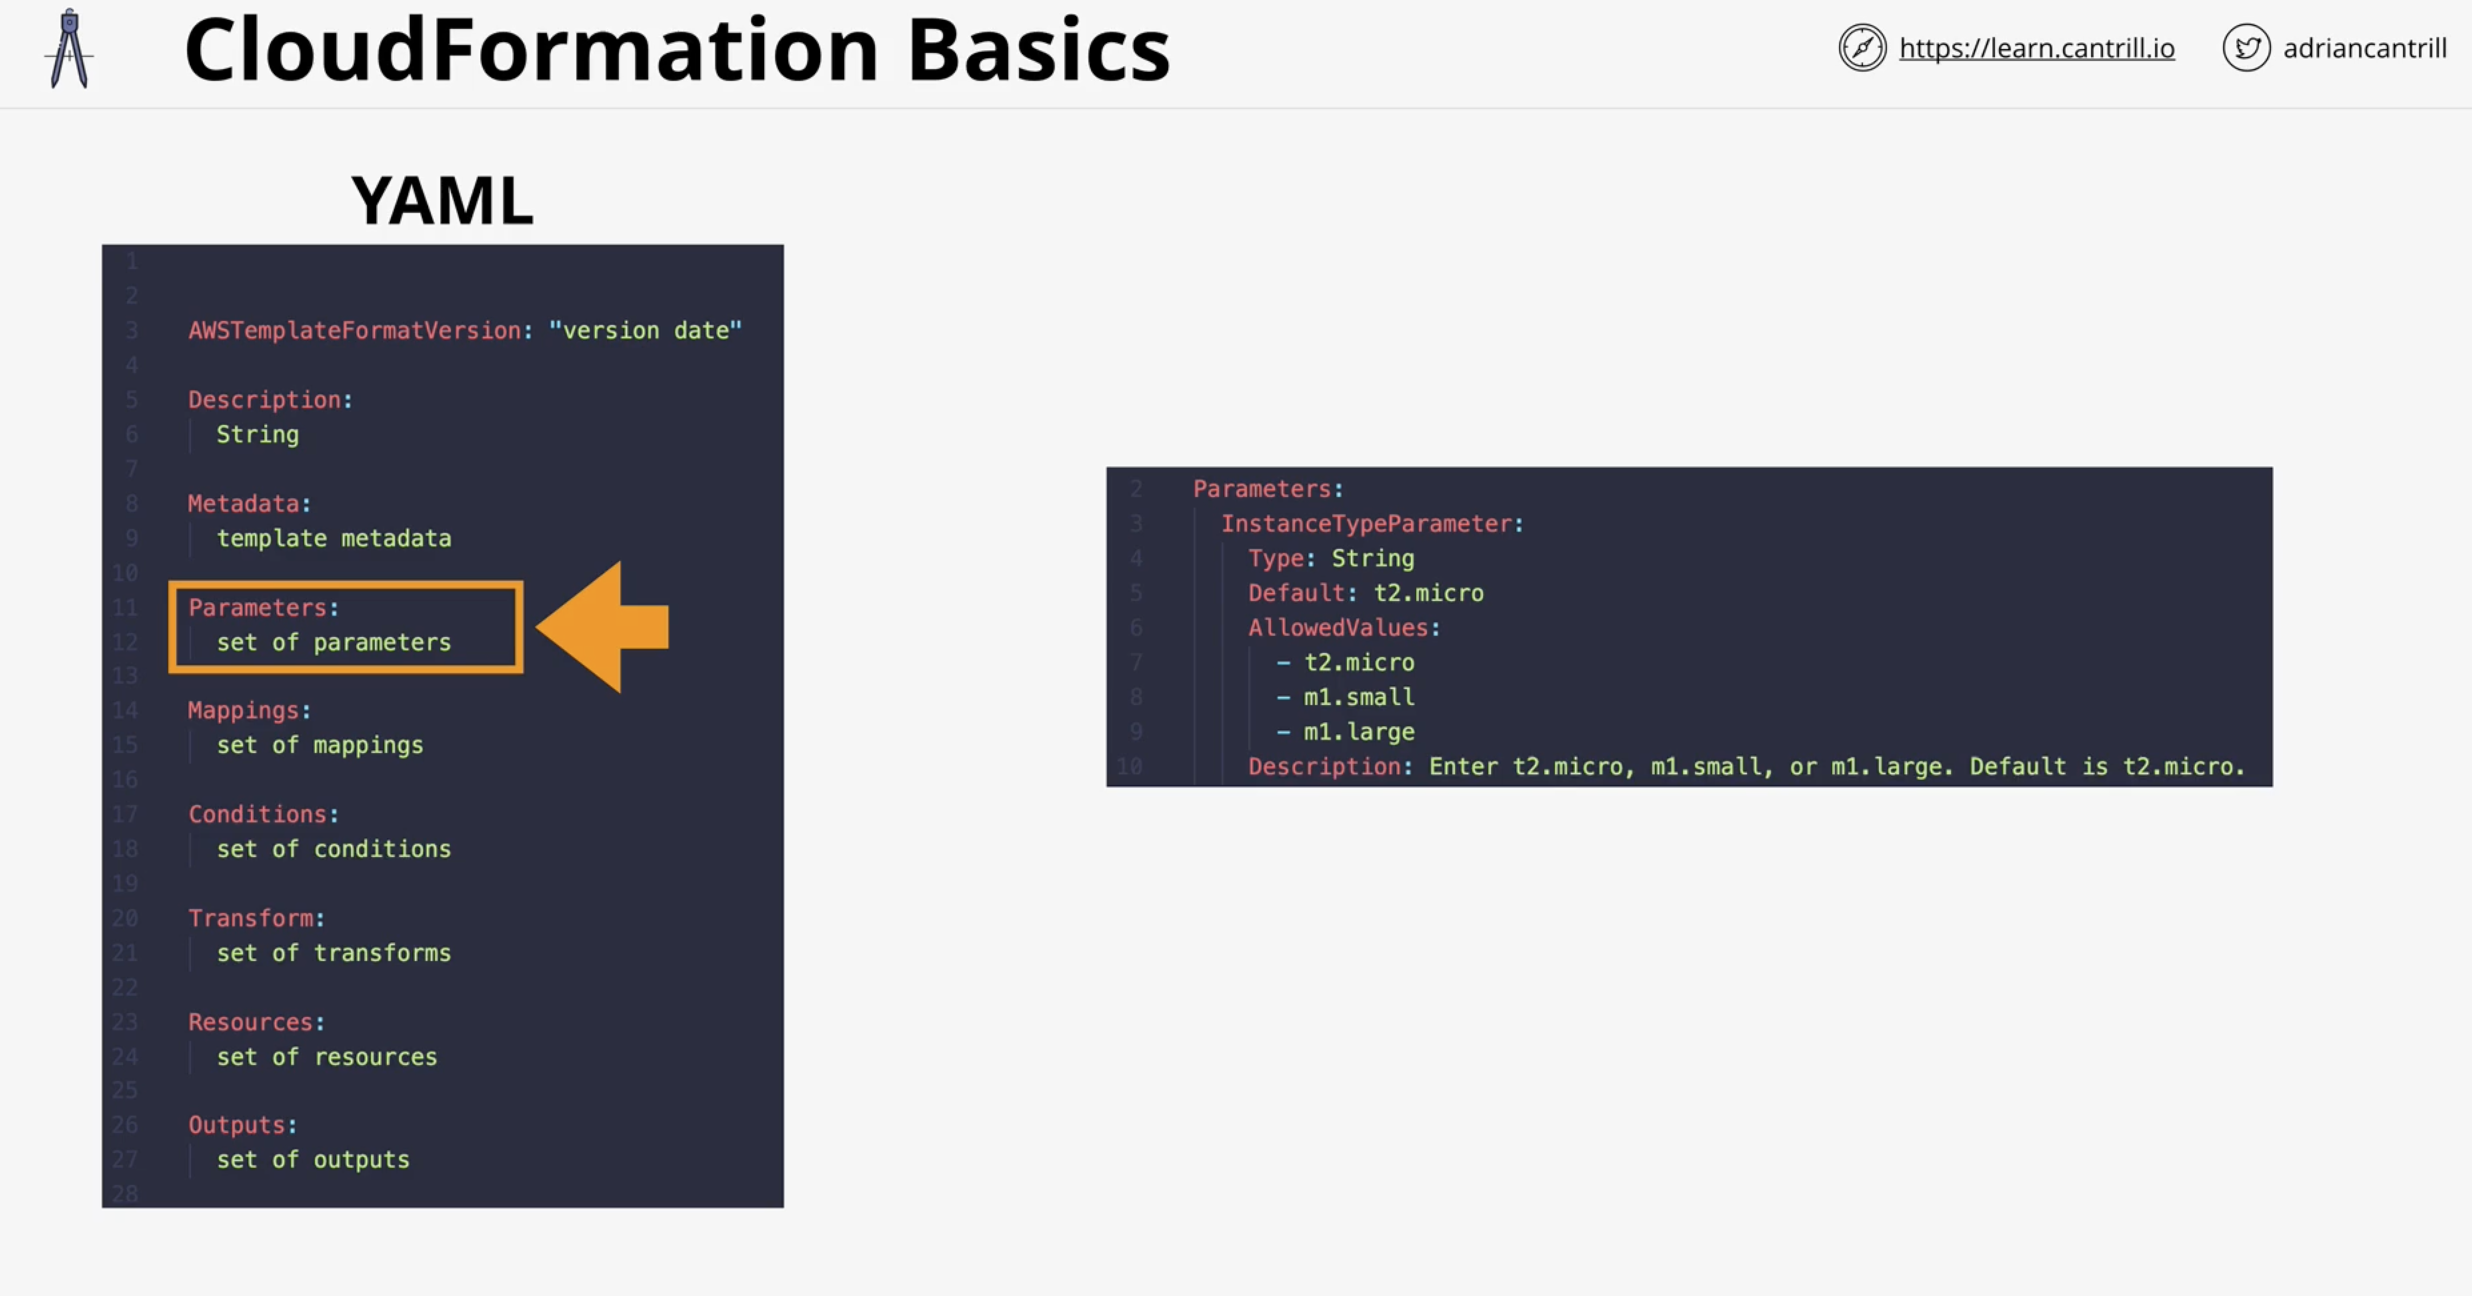 CloudFormation Basics
https://learn.cantrill.io
adriancantrill
YAML
1
2
3 AWSTemplateFormatVersion: "version date"
4
5 Description:
6 String
7
8 Metadata:
9 template metadata
10
11 Parameters:
12 set of parameters
13
14 Mappings:
15 set of mappings
16
17 Conditions:
18 set of conditions
19
20 Transform:
21 set of transforms
22
23 Resources:
24 set of resources
25
26 Outputs:
27 set of outputs
28
2 Parameters:
3 InstanceTypeParameter:
4 Type: String
5 Default: t2.micro
6 AllowedValues:
7 - t2.micro
8 - m1.small
9 - m1.large
10 Description: Enter t2.micro, m1.small, or m1.large. Default is t2.micro.